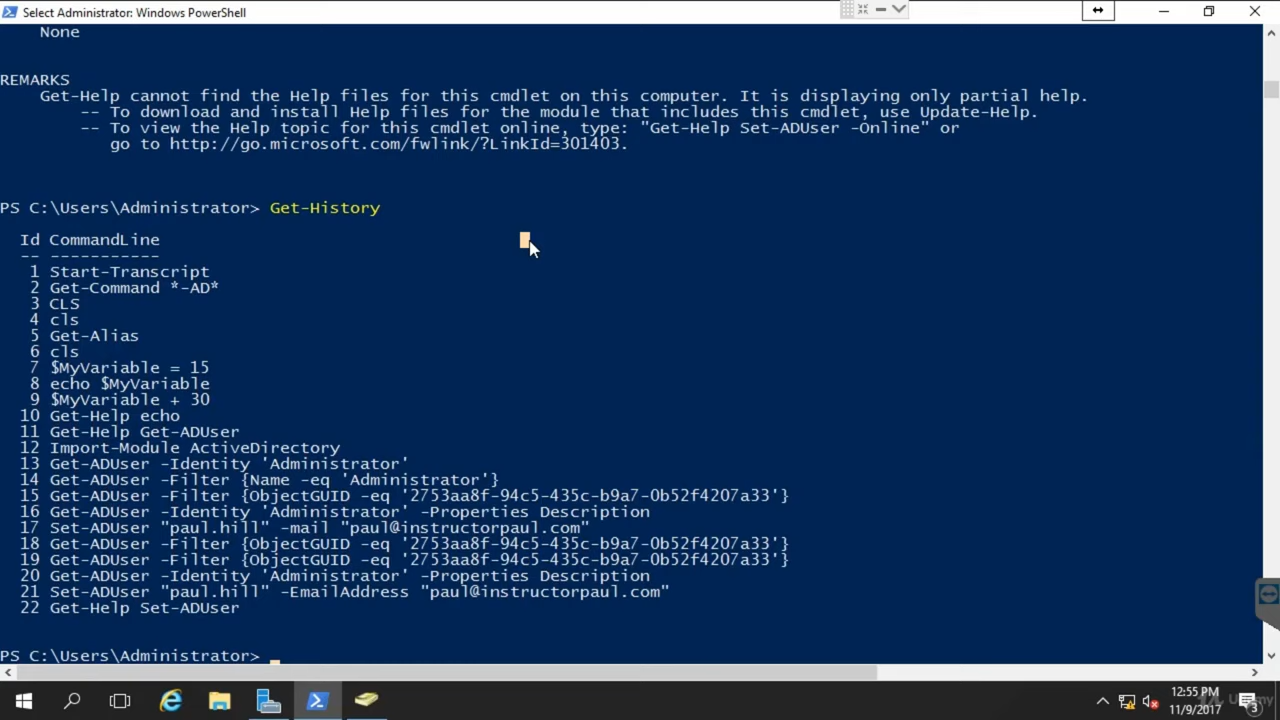 Select Administrator: Windows PowerShell
None
REMARKS
Get-Help cannot find the Help files for this cmdlet on this computer. It is displaying only partial help.
-- To download and install Help files for the module that includes this cmdlet, use Update-Help.
-- To view the Help topic for this cmdlet online, type: "Get-Help Set-ADUser -Online" or
go to http://go.microsoft.com/fwlink/?LinkId=301403.
PS C:\Users\Administrator> Get-History
Id CommandLine
-- -----------
1 Start-Transcript
2 Get-Command *-AD*
3 CLS
4 cls
5 Get-Alias
6 cls
7 $MyVariable = 15
8 echo $MyVariable
9 $MyVariable + 30
10 Get-Help echo
11 Get-Help Get-ADUser
12 Import-Module ActiveDirectory
13 Get-ADUser -Identity 'Administrator'
14 Get-ADUser -Filter {Name -eq 'Administrator'}
15 Get-ADUser -Filter {ObjectGUID -eq '2753aa8f-94c5-435c-b9a7-0b52f4207a33'}
16 Get-ADUser -Identity 'Administrator' -Properties Description
17 Set-ADUser "paul.hill" -mail "paul@instructorpaul.com"
18 Get-ADUser -Filter {ObjectGUID -eq '2753aa8f-94c5-435c-b9a7-0b52f4207a33'}
19 Get-ADUser -Filter {ObjectGUID -eq '2753aa8f-94c5-435c-b9a7-0b52f4207a33'}
20 Get-ADUser -Identity 'Administrator' -Properties Description
21 Set-ADUser "paul.hill" -EmailAddress "paul@instructorpaul.com"
22 Get-Help Set-ADUser
PS C:\Users\Administrator>
12:55 PM
11/9/2017
3
Udemy